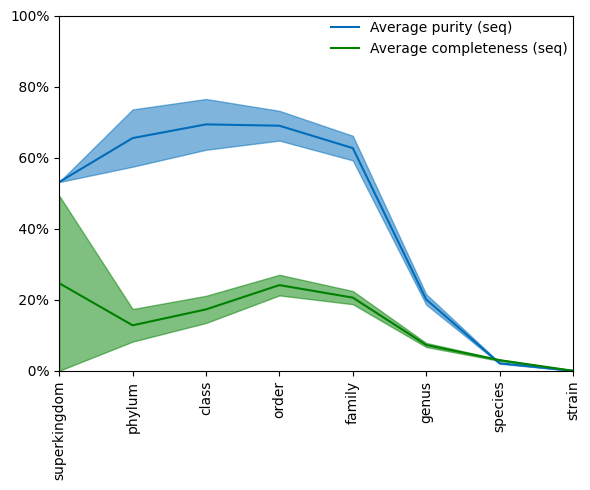 Average purity (seq)
Average completeness (seq)
100%
80%
60%
40%
20%
0%
superkingdom
phylum
class
order
family
genus
species
strain